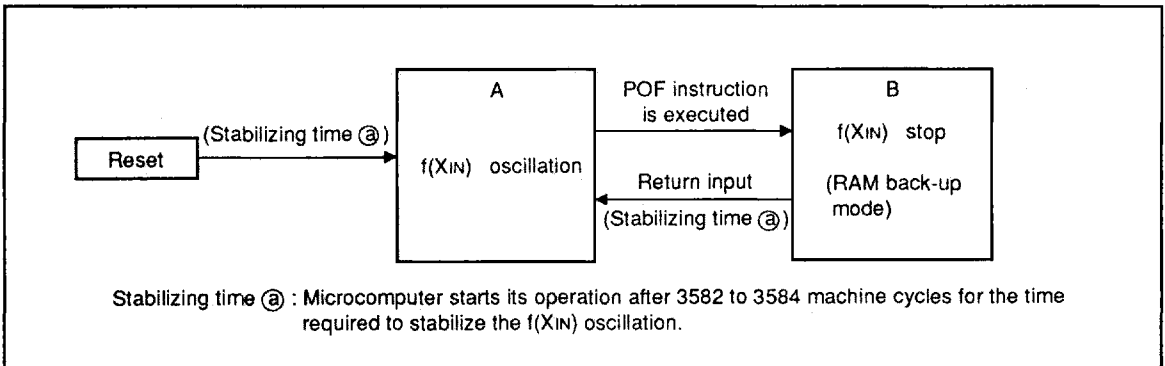 Reset
(Stabilizing time ⓐ)
A
f(XIN) oscillation
POF instruction
is executed
Return input
(Stabilizing time ⓐ)
B
f(XIN) stop
(RAM back-up
mode)
Stabilizing time ⓐ : Microcomputer starts its operation after 3582 to 3584 machine cycles for the time
required to stabilize the f(XIN) oscillation.